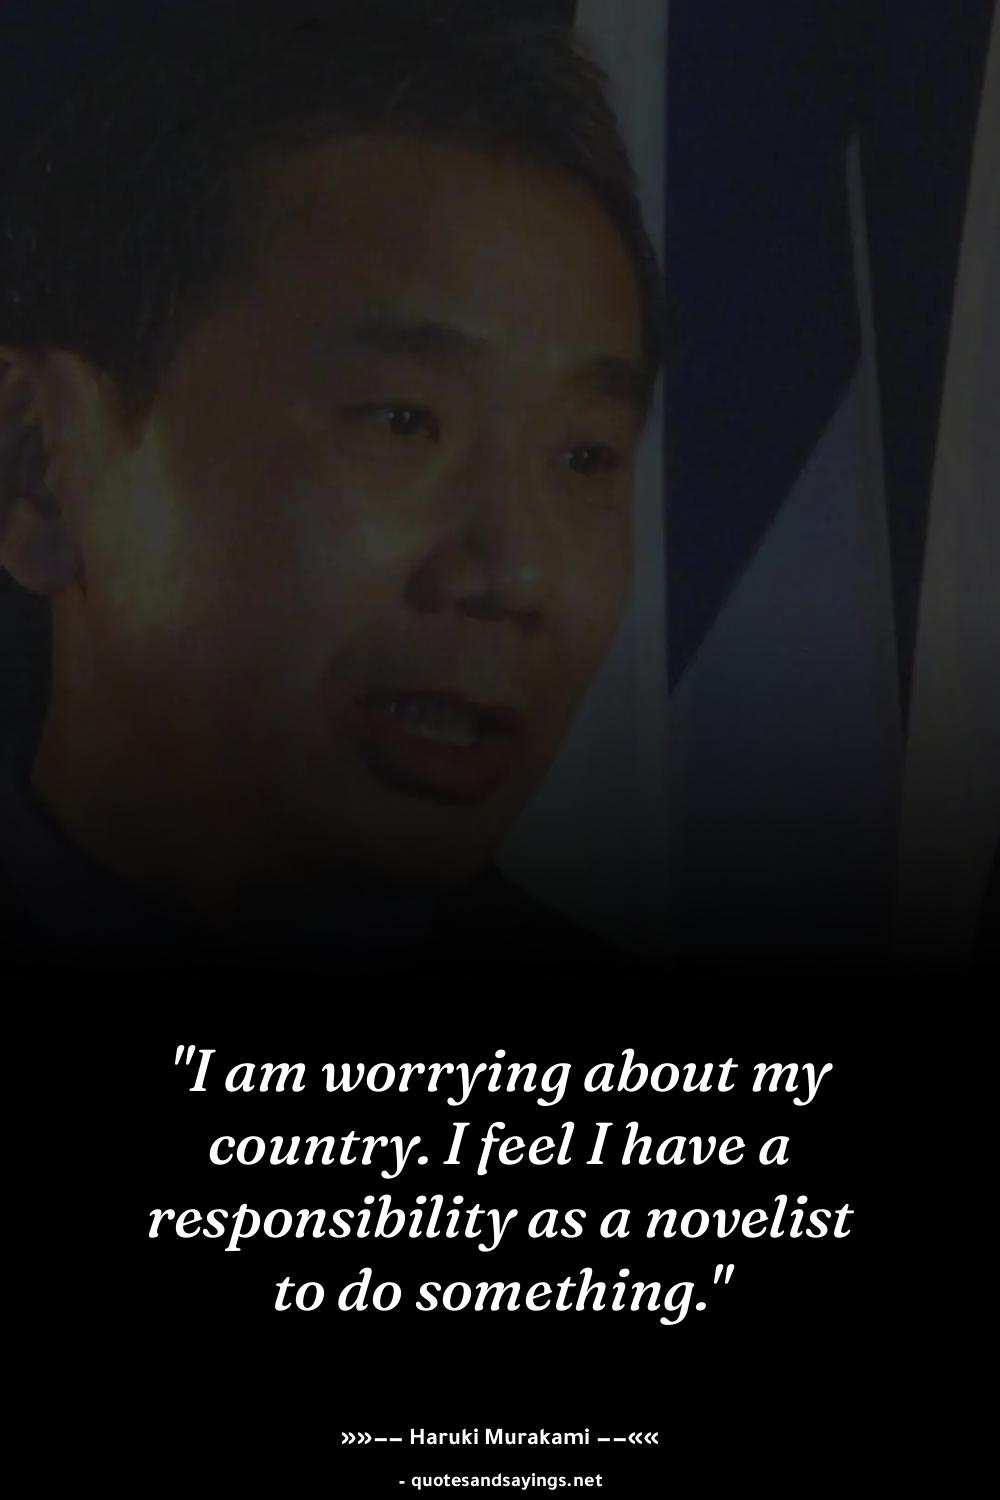 "I am worrying about my
country. I feel I have a
responsibility as a novelist
to do something."
»»−− Haruki Murakami −−««
- quotesandsayings.net